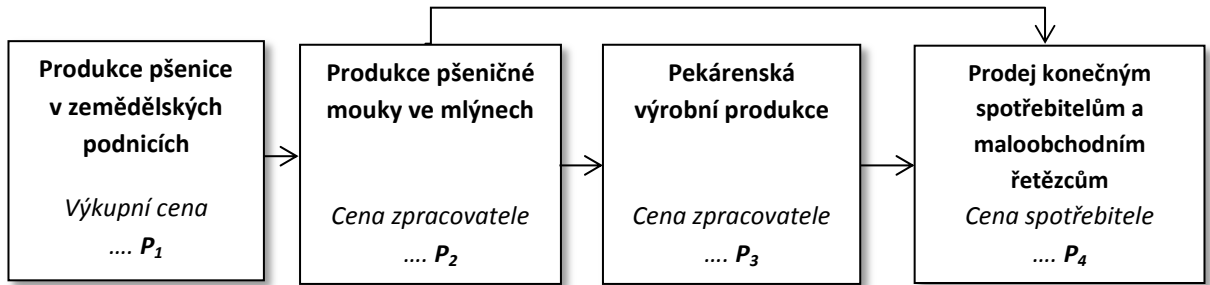 Produkce pšenice
v zemědělských
podnicích
Výkupní cena
.... P1
Produkce pšeničné
mouky ve mlýnech
Cena zpracovatele
.... P2
Pekárenská
výrobní produkce
Cena zpracovatele
.... P3
Prodej konečným
spotřebitelům a
maloobchodním
řetězcům
Cena spotřebitele
.... P4